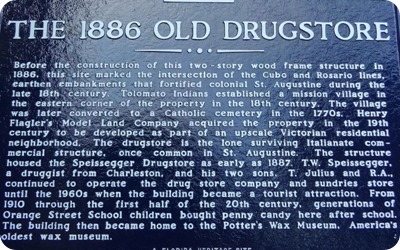 THE 1886 OLD DRUGSTORE
Before the construction of this two-story wood frame structure in
1886, this site marked the intersection of the Cubo and Rosario lines,
earthen embankments that fortified colonial St. Augustine during the
late 18th century. Tolomato Indians established a mission village in
the eastern corner of the property in the 18th century. The village
was later converted to a Catholic cemetery in the 1770s. Henry
Flagler's Model Land Company acquired the property in the 19th
century to be developed as part of an upscale Victorian residential
neighborhood. The drugstore is the lone surviving Italianate com-
mercial structure, once common in St. Augustine. The structure
housed the Speissegger Drugstore as early as 1887. T.W. Speissegger,
a druggist from Charleston, and his two sons, T. Julius and R.A.,
continued to operate the drug store company and sundries store
until the 1960s when the building became a tourist attraction. From
1910 through the first half of the 20th century, generations of
Orange Street School children bought penny candy here after school.
The building then became home to the Potter's Wax Museum, America's
oldest wax museum.
A FLORIDA HERITAGE SITE